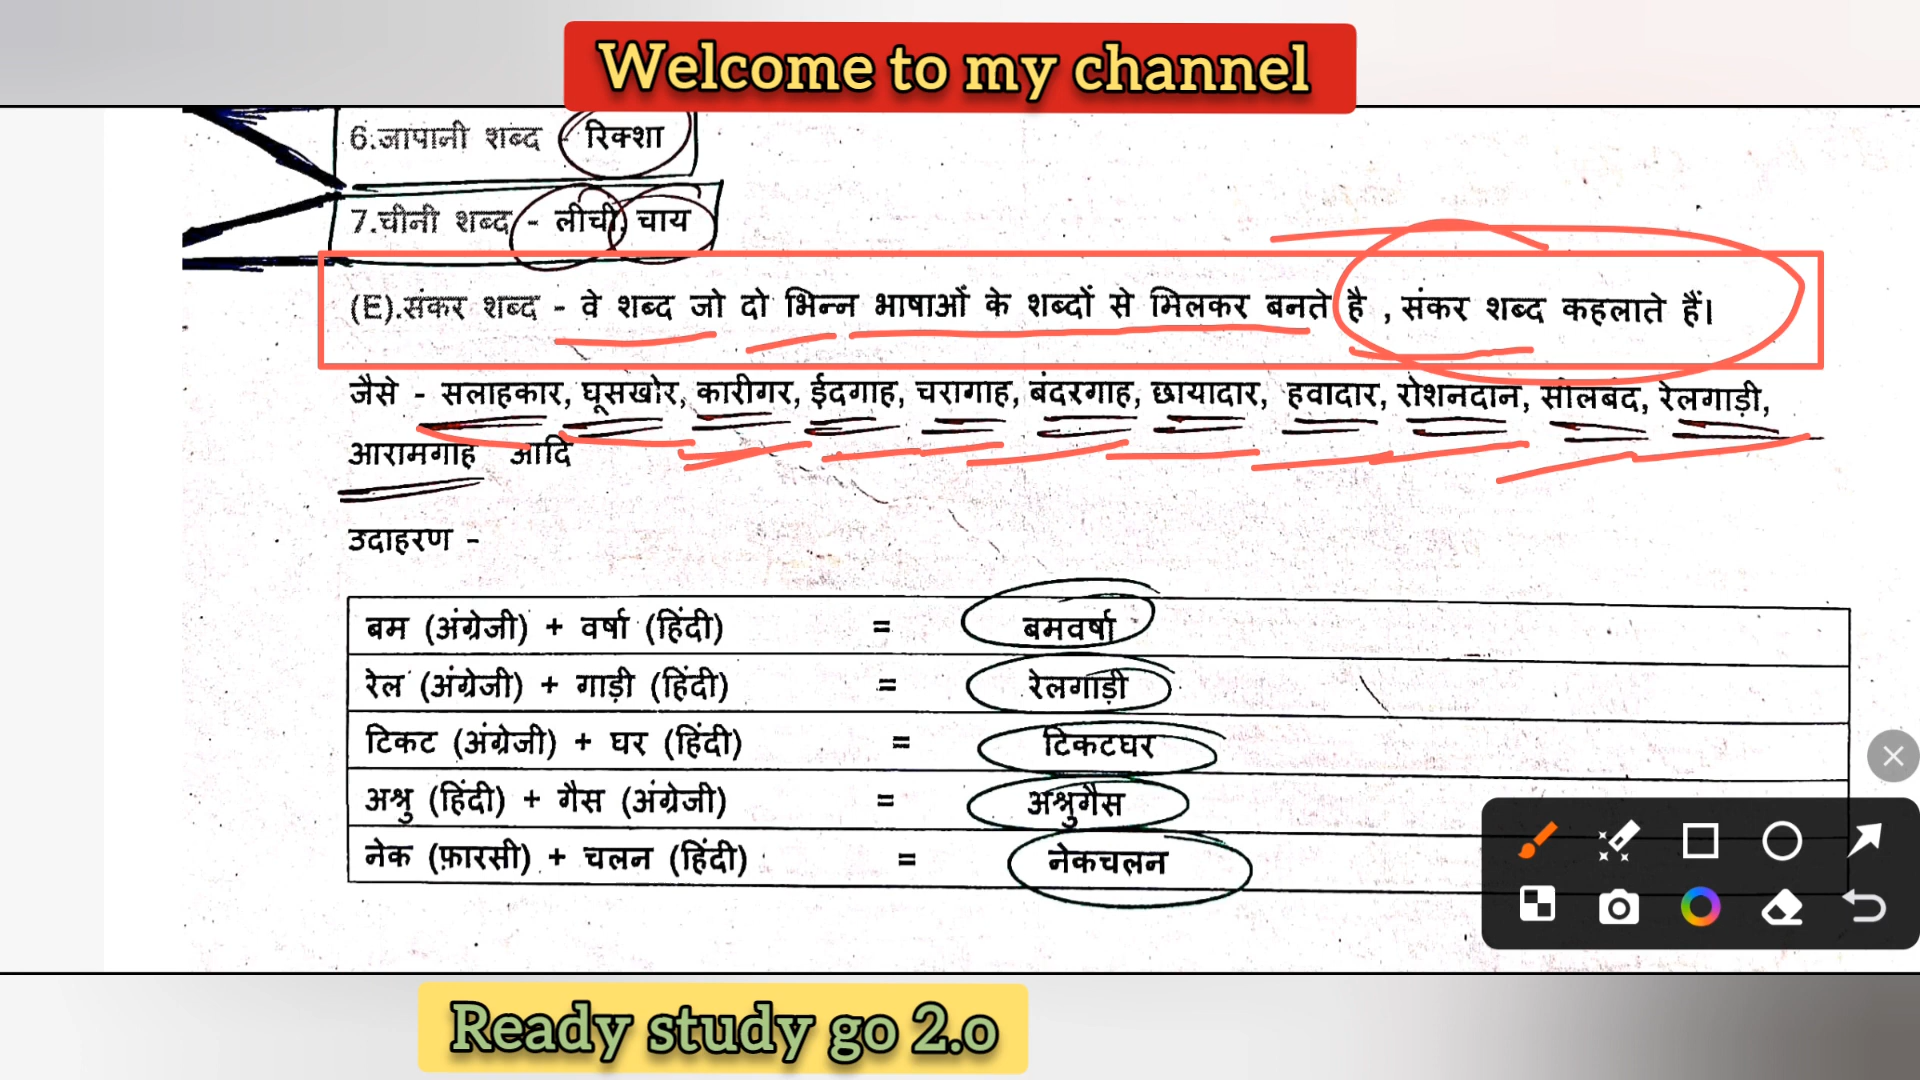 Welcome to my channel
6.जापानी शब्द - रिक्शा
7.चीनी शब्द - लीची, चाय
(E).संकर शब्द - वे शब्द जो दो भिन्न भाषाओं के शब्दों से मिलकर बनते है , संकर शब्द कहलाते हैं।
जैसे - सलाहकार, घूसखोर, कारीगर, ईदगाह, चरागाह, बंदरगाह, छायादार, हवादार, रोशनदान, सीलबंद, रेलगाड़ी,
आरामगाह आदि
उदाहरण -
बम (अंग्रेजी) + वर्षा (हिंदी) = बमवर्षा
रेल (अंग्रेजी) + गाड़ी (हिंदी) = रेलगाड़ी
टिकट (अंग्रेजी) + घर (हिंदी) = टिकटघर
अश्रु (हिंदी) + गैस (अंग्रेजी) = अश्रुगैस
नेक (फ़ारसी) + चलन (हिंदी) = नेकचलन
Ready study go 2.o